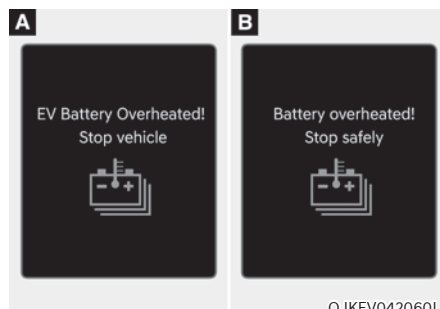 A
B
EV Battery Overheated!
Stop vehicle
Battery overheated!
Stop safely